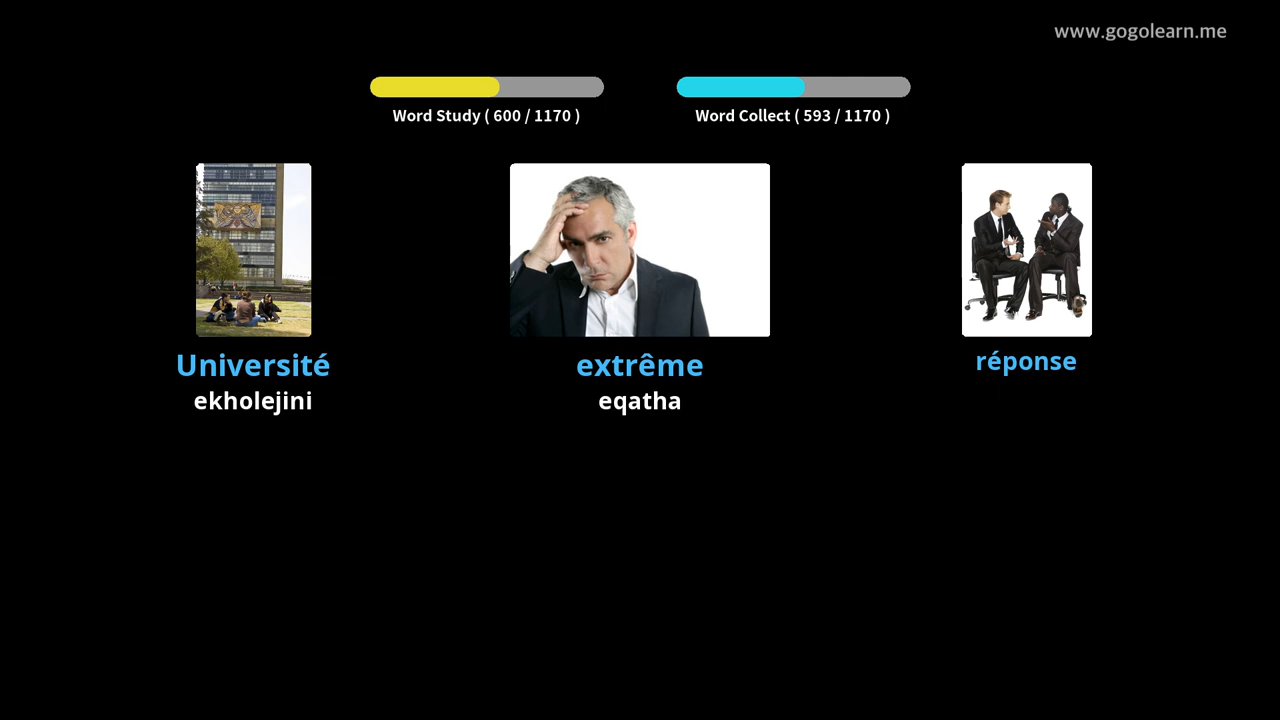 www.gogolearn.me
Word Study ( 600 / 1170 )
Word Collect ( 593 / 1170 )
Université
ekholejini
extrême
eqatha
réponse